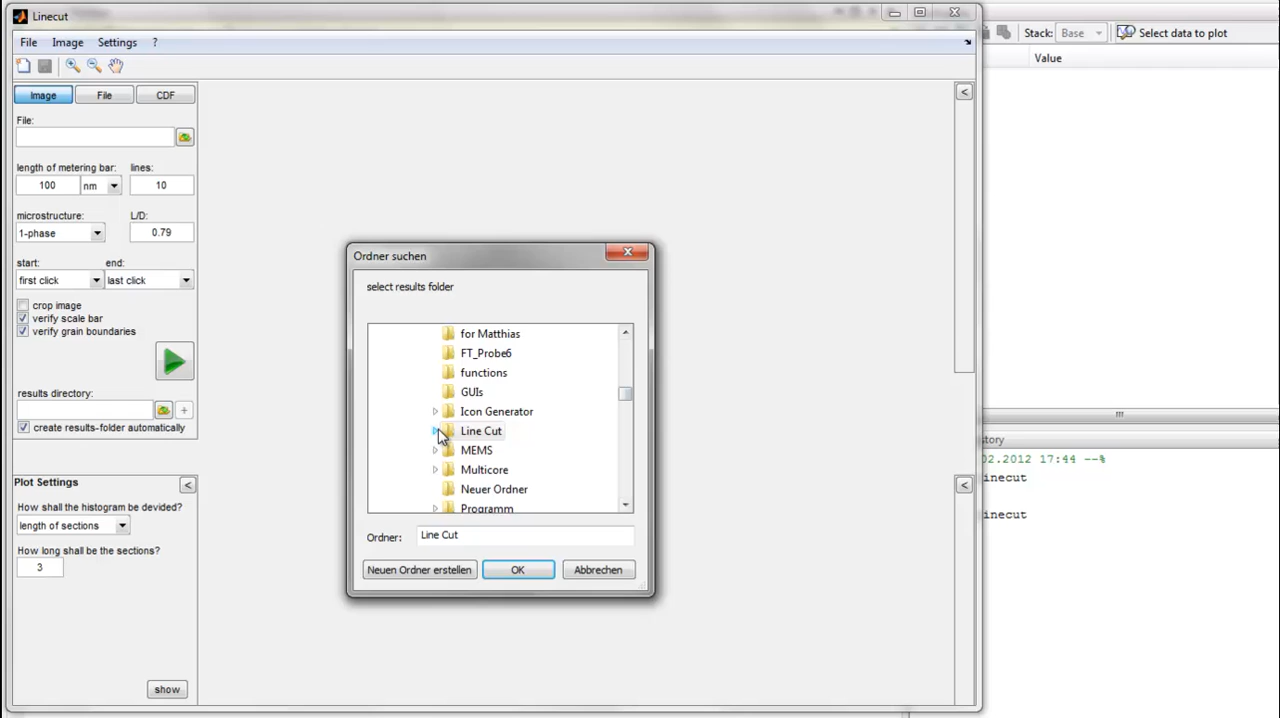 Linecut
Stack: Base Select data to plot
File Image Settings ?
Value
Image File CDF
File:
length of metering bar: lines:
100 nm 10
microstructure: L/D:
1-phase 0.79
start: end:
first click last click
crop image
verify scale bar
verify grain boundaries
results directory:
create results-folder automatically
Plot Settings
How shall the histogram be devided?
length of sections
How long shall be the sections?
3
show
Ordner suchen
select results folder
for Matthias
FT_Probe6
functions
GUIs
Icon Generator
Line Cut
MEMS
Multicore
Neuer Ordner
Programm
Ordner: Line Cut
Neuen Ordner erstellen OK Abbrechen
istory
02.2012 17:44 --%
inecut
inecut